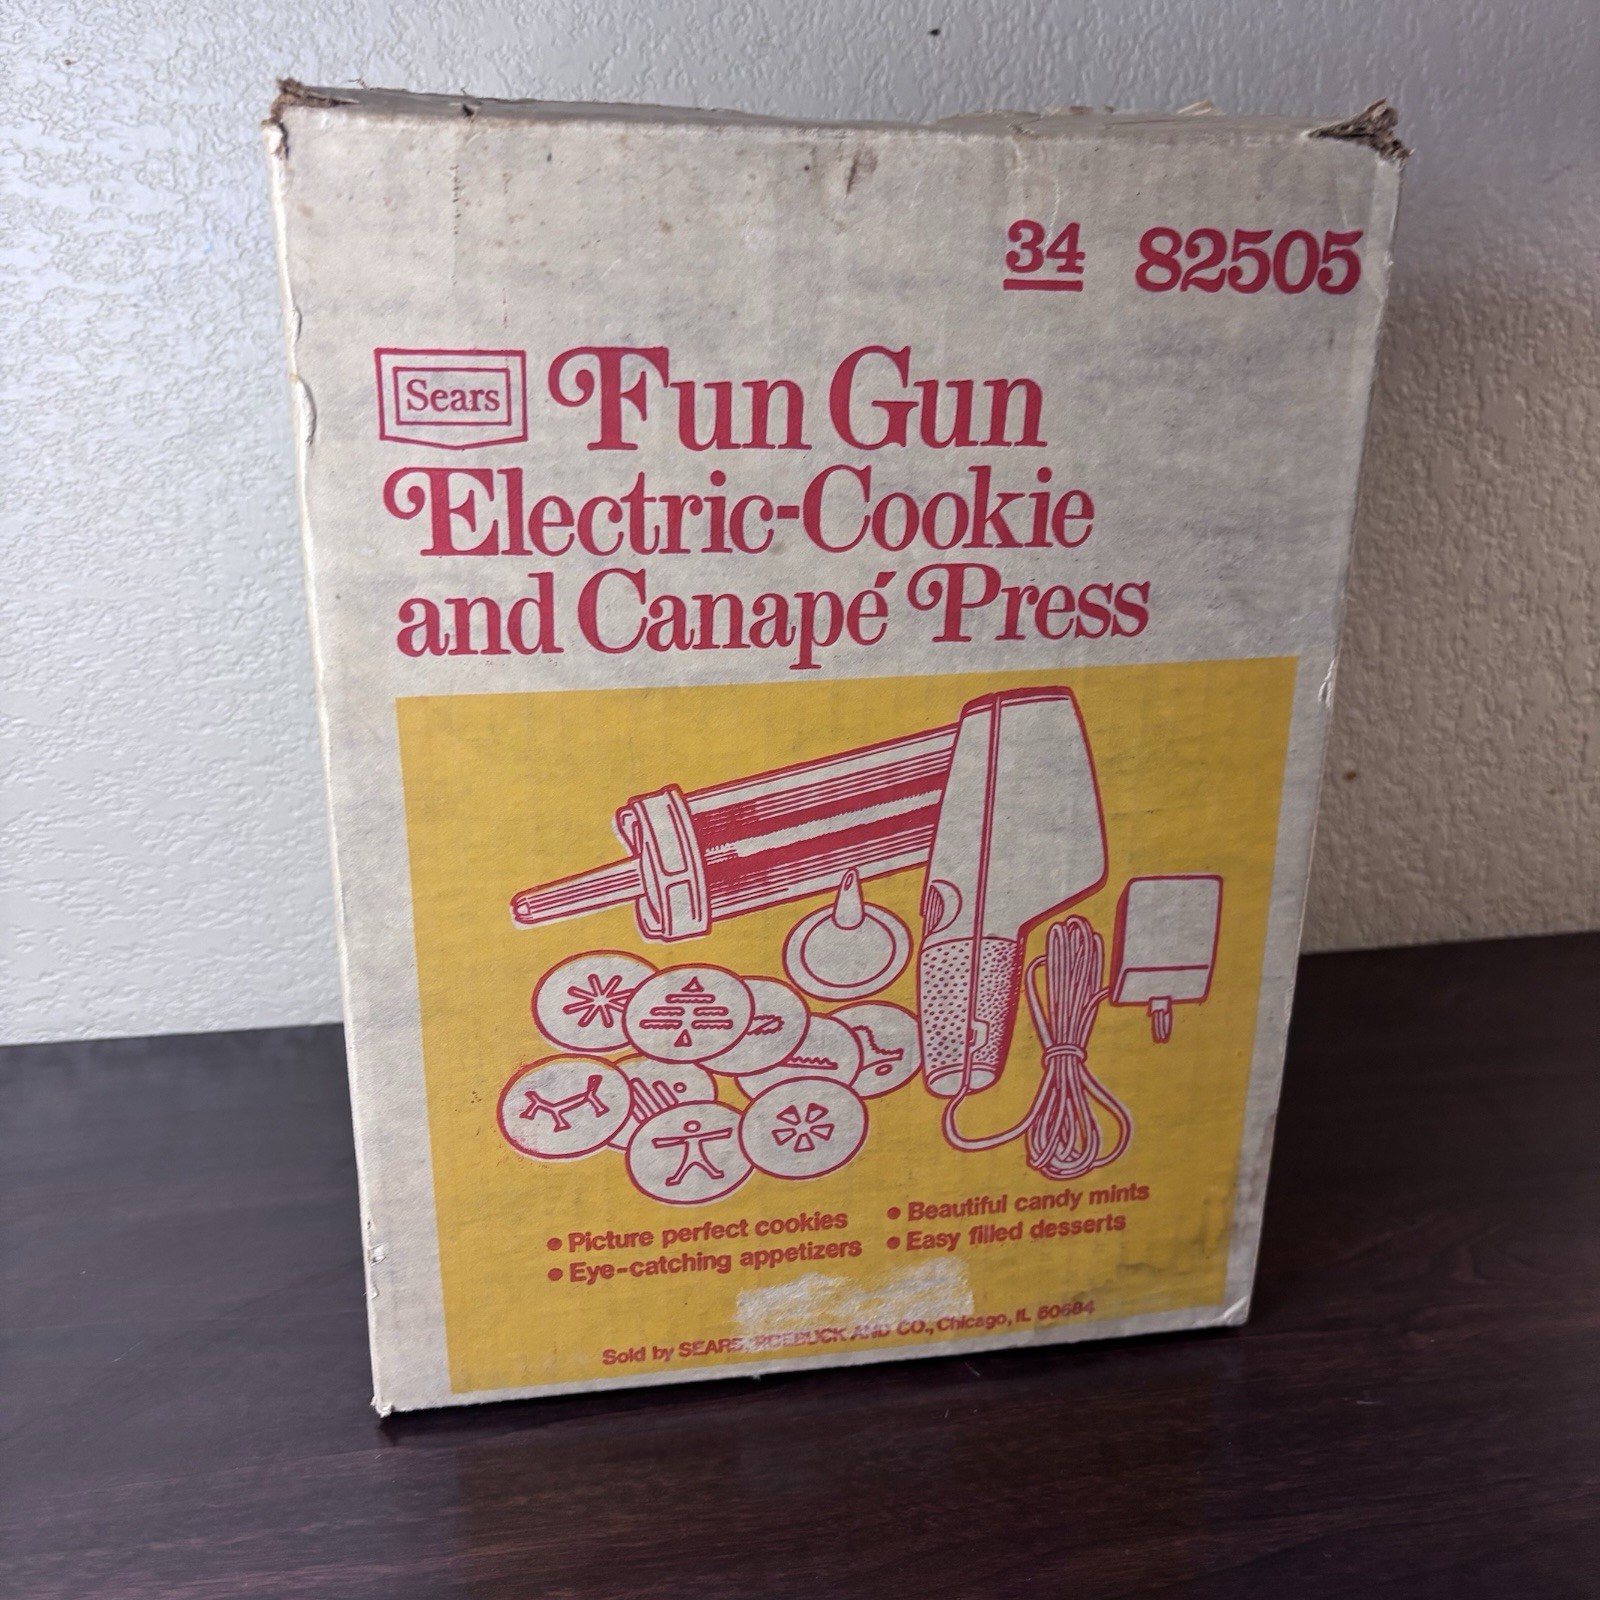 34 82505
Sears Fun Gun
Electric-Cookie
and Canapé Press
• Picture perfect cookies
• Eye-catching appetizers
• Beautiful candy mints
• Easy filled desserts
Sold by SEARS, ROEBUCK AND CO., Chicago, IL 60684